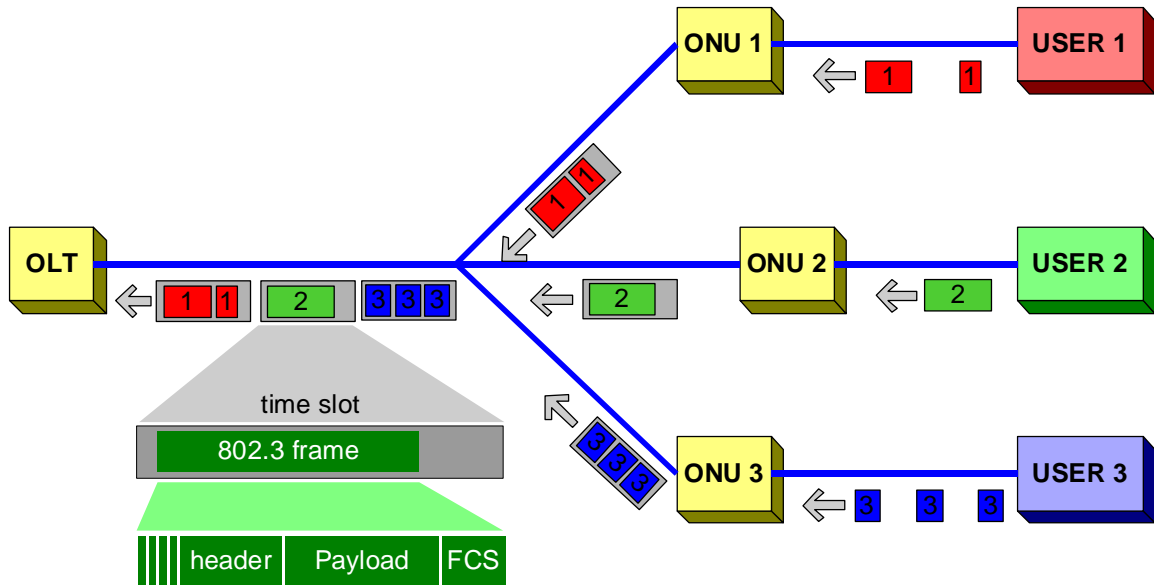 ONU 1
USER 1
1
1
1
1
OLT
ONU 2
USER 2
1
1
2
3
3
3
2
2
time slot
802.3 frame
3
3
3
ONU 3
USER 3
3
3
3
header
Payload
FCS